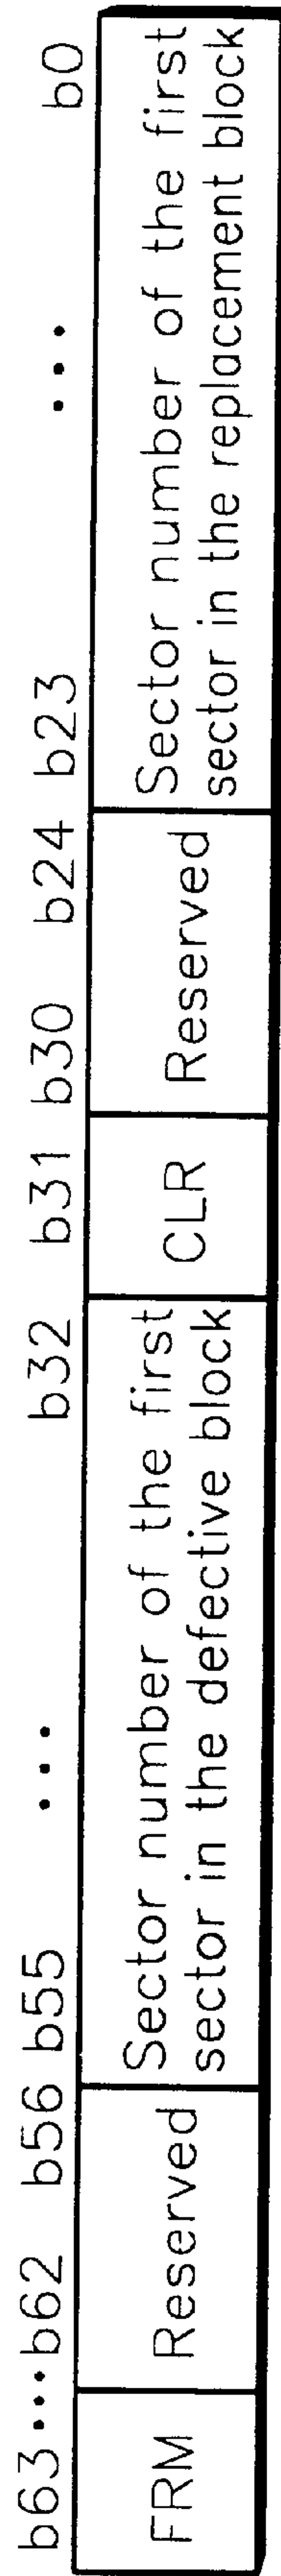 b63 ••• b62 b56 b55 ••• b32 b31 b30 b24 b23 ••• b0
FRM
Reserved
Sector number of the first
sector in the defective block
CLR
Reserved
Sector number of the first
sector in the replacement block